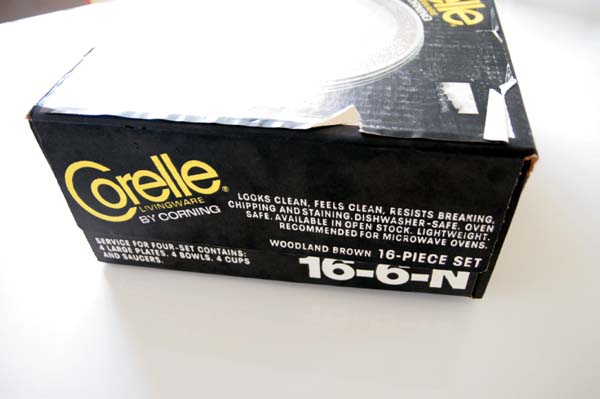 Corelle
LIVINGWARE
Corelle®
LIVINGWARE
BY CORNING
LOOKS CLEAN, FEELS CLEAN, RESISTS BREAKING,
CHIPPING AND STAINING. DISHWASHER-SAFE. OVEN
SAFE. AVAILABLE IN OPEN STOCK. LIGHTWEIGHT.
RECOMMENDED FOR MICROWAVE OVENS.
SERVICE FOR FOUR-SET CONTAINS:
4 LARGE PLATES, 4 BOWLS, 4 CUPS
AND SAUCERS.
WOODLAND BROWN 16-PIECE SET
16-6-N